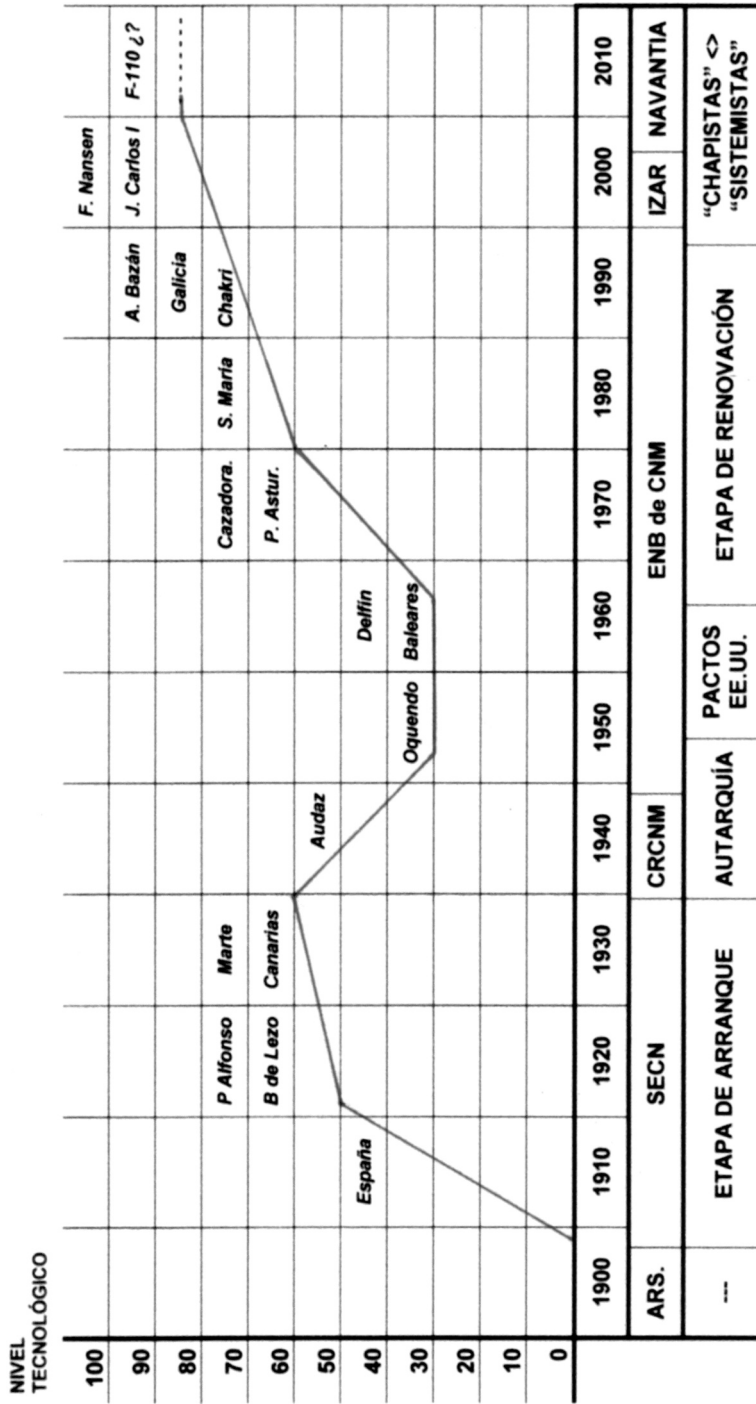 NIVEL
TECNOLÓGICO
100
90
80
70
60
50
40
30
20
10
0
España
P Alfonso
B de Lezo
Marte
Canarias
Audaz
Oquendo
Delfín
Baleares
Cazadora.
P. Astur.
S. María
A. Bazán
Galicia
Chakri
F. Nansen
J. Carlos I
F-110 ¿?
1900 1910 1920 1930 1940 1950 1960 1970 1980 1990 2000 2010
ARS. SECN CRCNM ENB de CNM IZAR NAVANTIA
--- ETAPA DE ARRANQUE AUTARQUÍA PACTOS
EE.UU. ETAPA DE RENOVACIÓN "CHAPISTAS" <>
"SISTEMISTAS"